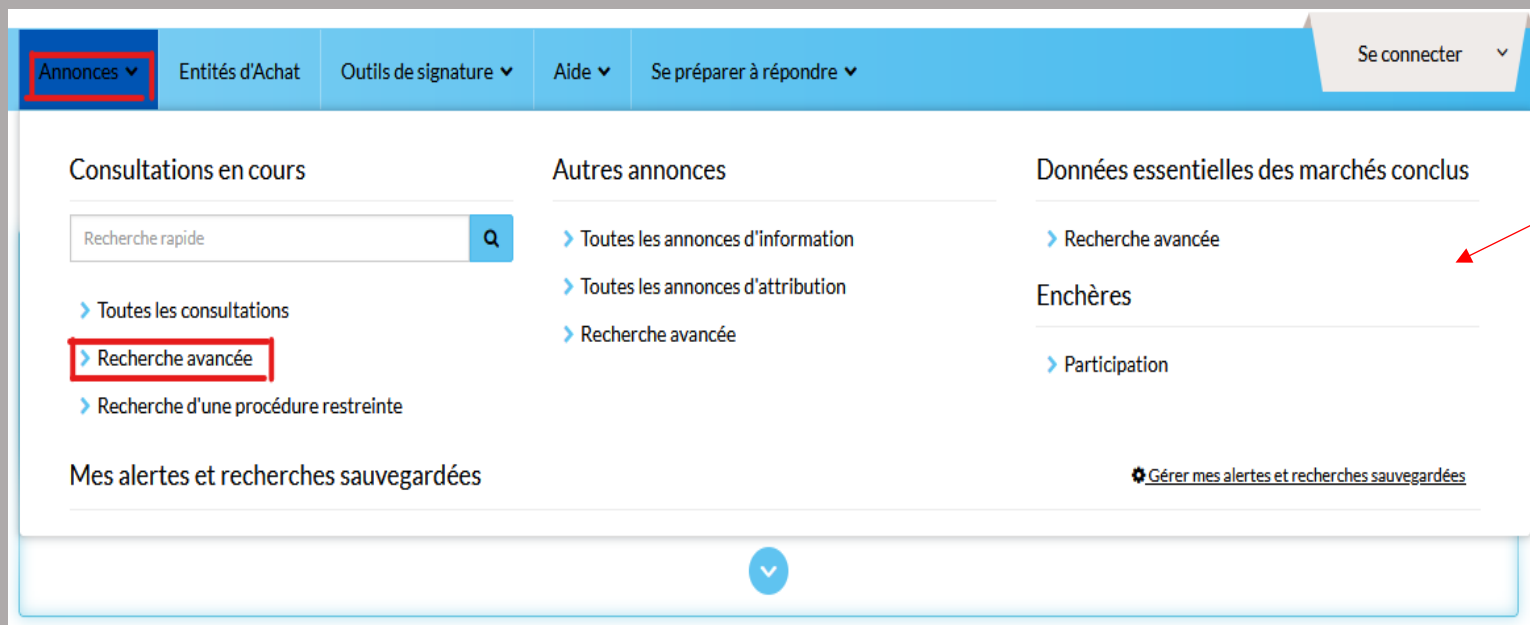 Annonces
Entités d'Achat
Outils de signature
Aide
Se préparer à répondre
Se connecter
Consultations en cours
Recherche rapide
Toutes les consultations
Recherche avancée
Recherche d'une procédure restreinte
Autres annonces
Toutes les annonces d'information
Toutes les annonces d'attribution
Recherche avancée
Données essentielles des marchés conclus
Recherche avancée
Enchères
Participation
Mes alertes et recherches sauvegardées
Gérer mes alertes et recherches sauvegardées